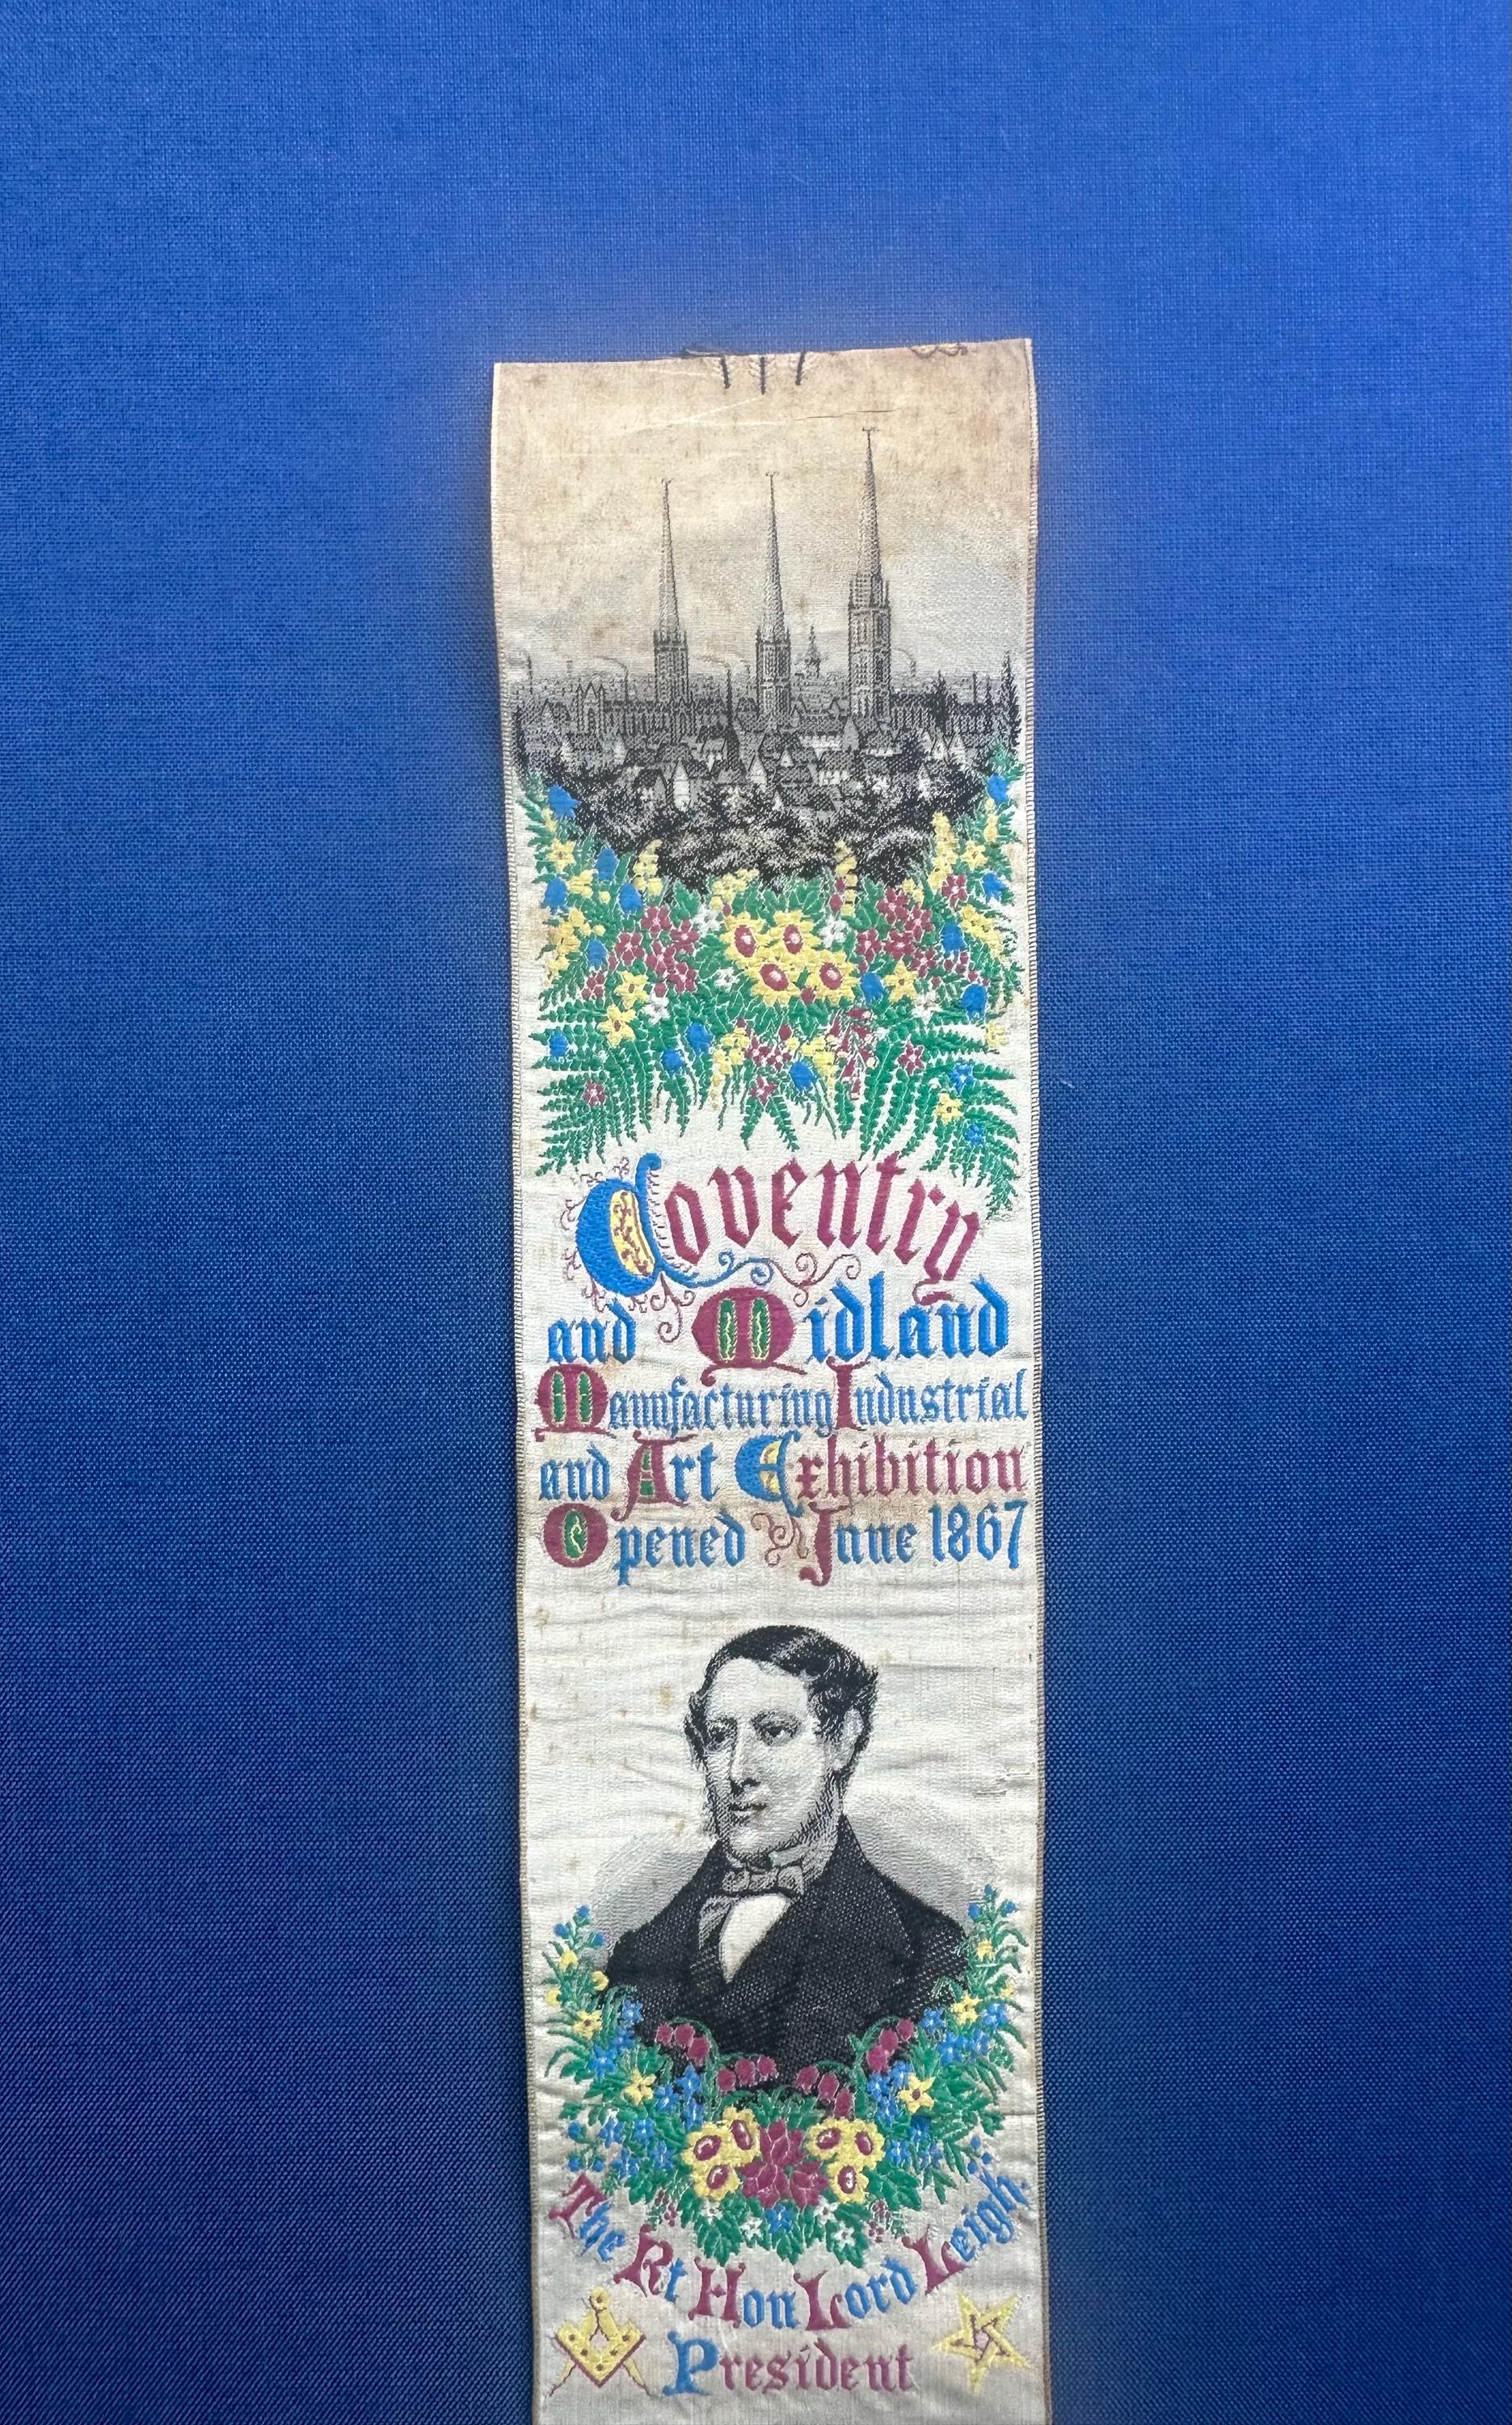 Coventry
and Midland
Manufacturing Industrial
and Art Exhibition
Opened June 1867
The Rt Hon Lord Leigh.
President